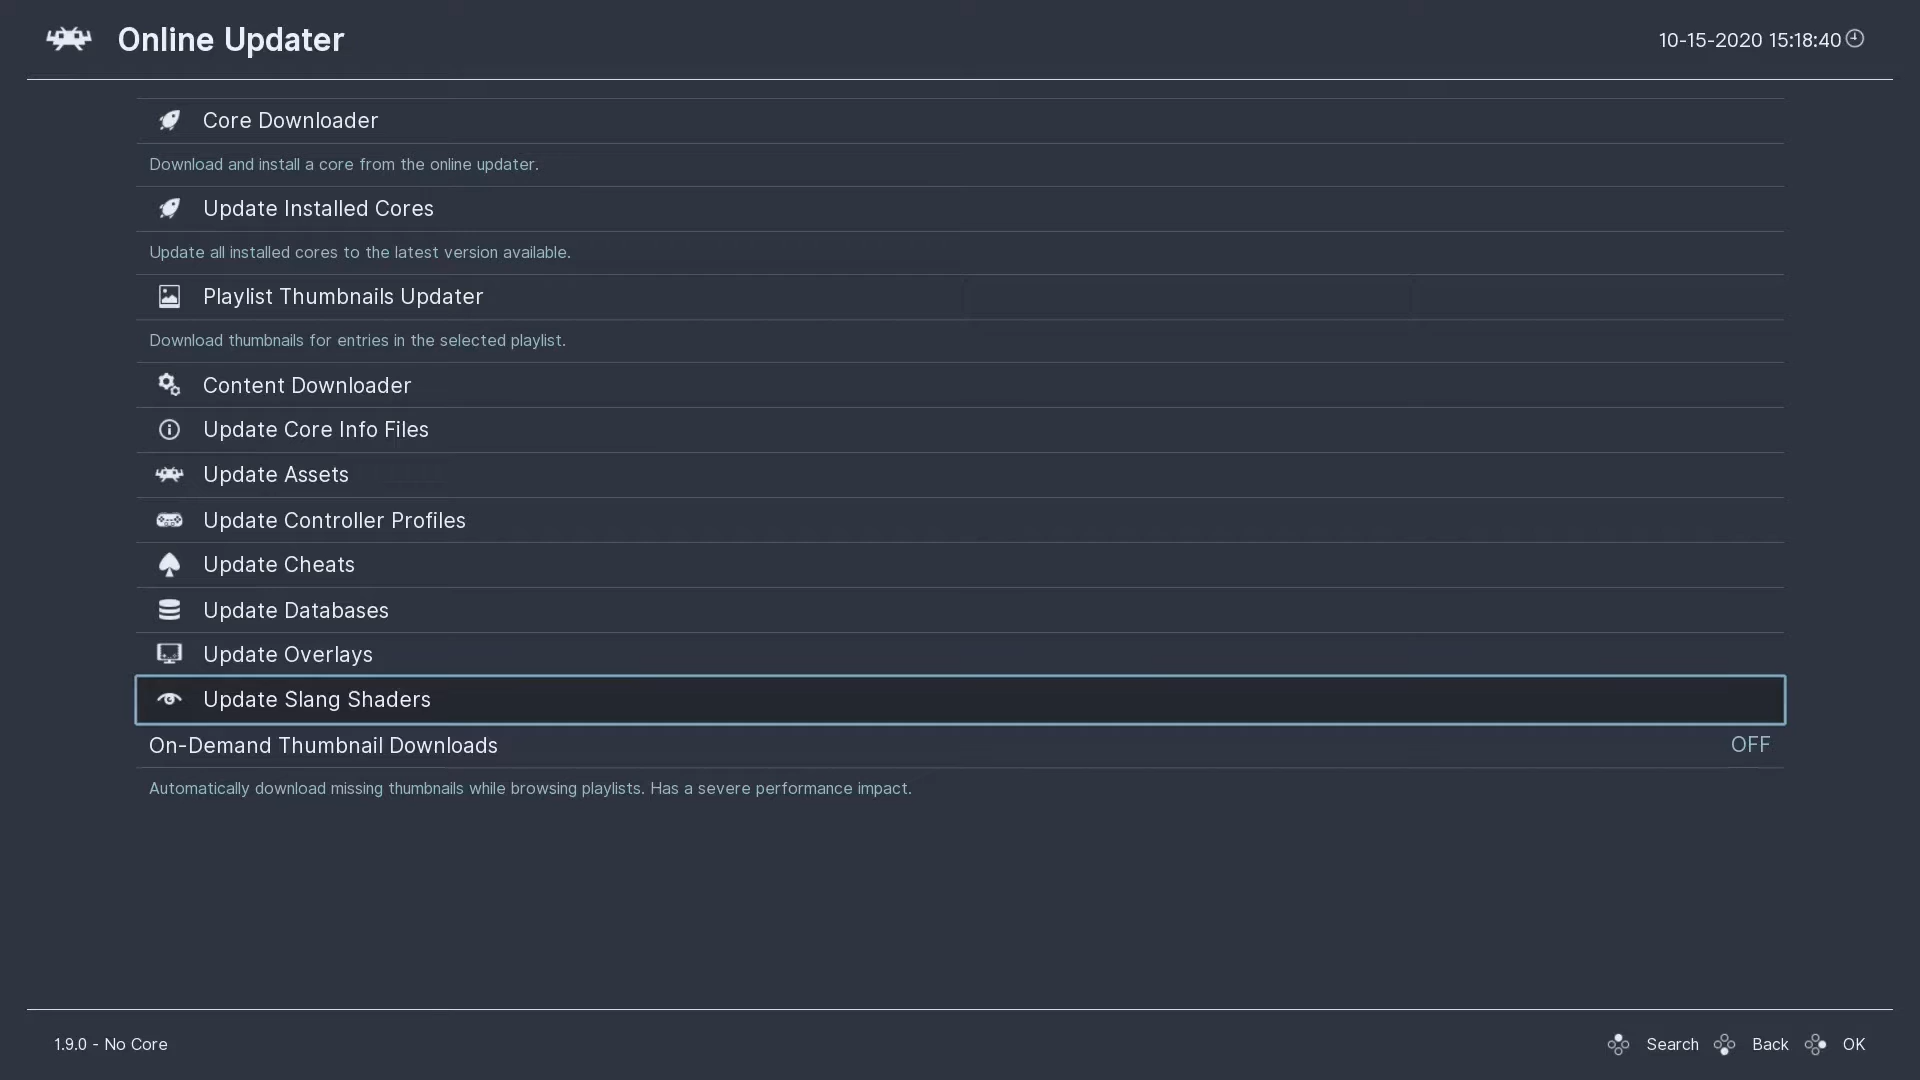 Online Updater
10-15-2020 15:18:40
Core Downloader
Download and install a core from the online updater.
Update Installed Cores
Update all installed cores to the latest version available.
Playlist Thumbnails Updater
Download thumbnails for entries in the selected playlist.
Content Downloader
Update Core Info Files
Update Assets
Update Controller Profiles
Update Cheats
Update Databases
Update Overlays
Update Slang Shaders
On-Demand Thumbnail Downloads OFF
Automatically download missing thumbnails while browsing playlists. Has a severe performance impact.
1.9.0 - No Core
Search Back OK